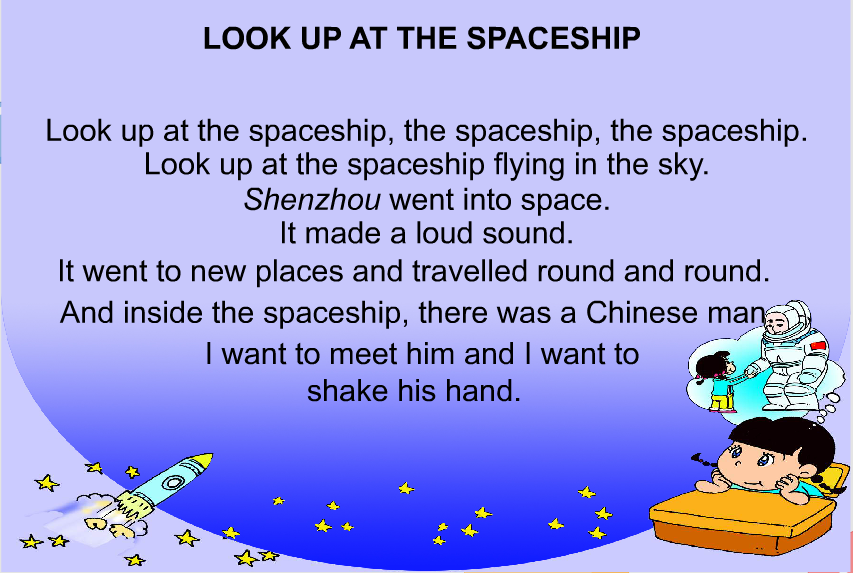 LOOK UP AT THE SPACESHIP
Look up at the spaceship, the spaceship, the spaceship.
Look up at the spaceship flying in the sky.
Shenzhou went into space.
It made a loud sound.
It went to new places and travelled round and round.
And inside the spaceship, there was a Chinese man
I want to meet him and I want to
shake his hand.